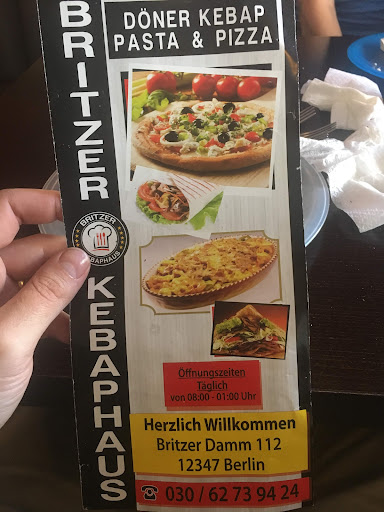 BRITZER KEBAPHAUS
DÖNER KEBAP
PASTA & PIZZA
BRITZER
KEBAPHAUS
Öffnungszeiten
Täglich
von 08:00 - 01:00 Uhr
Herzlich Willkommen
Britzer Damm 112
12347 Berlin
030 / 62 73 94 24